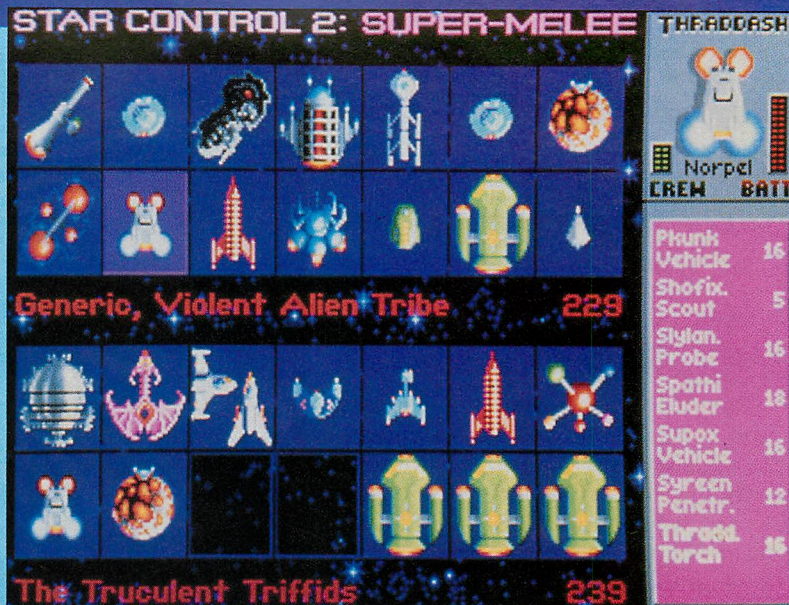 STAR CONTROL 2: SUPER-MELEE
THRADDASH
Norpel
CREW BATT
Generic, Violent Alien Tribe 229
Pkunk
Vehicle 16
Shofix.
Scout 5
Slylan.
Probe 16
Spathi
Eluder 18
Supox
Vehicle 16
Syreen
Penetr. 12
Thradd.
Torch 16
The Truculent Triffids 239